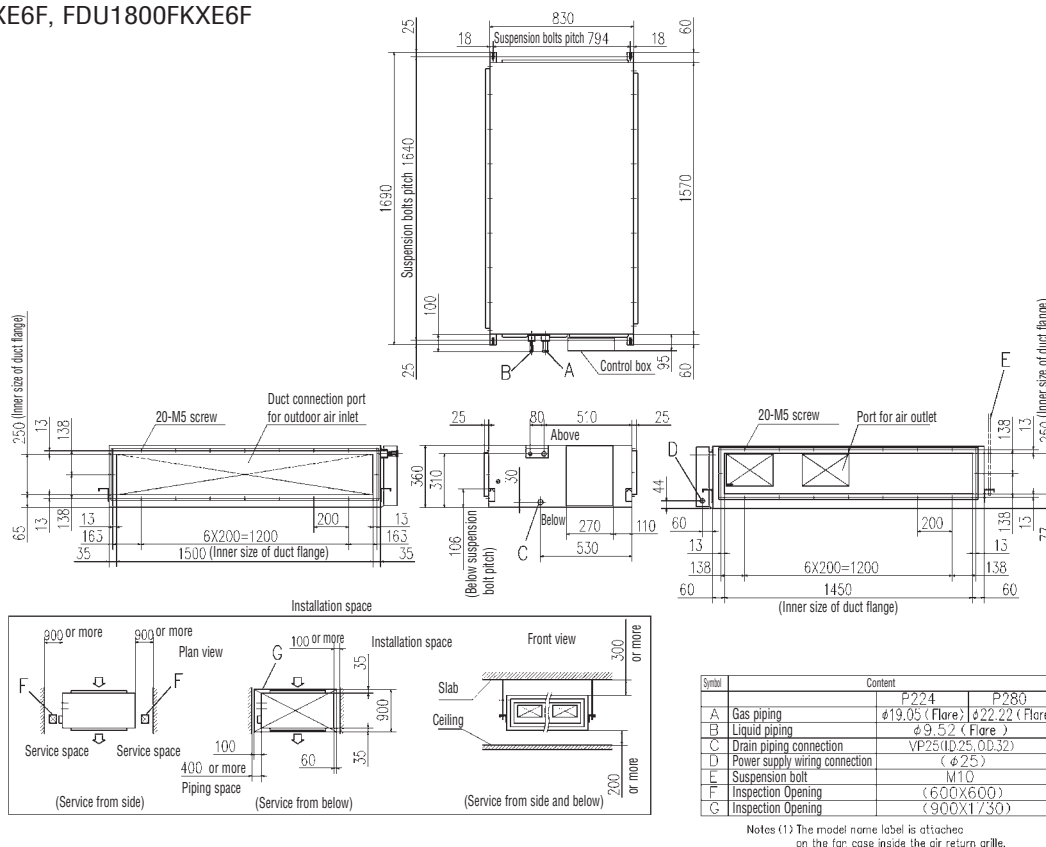 XE6F, FDU1800FKXE6F
25
830
60
18
Suspension bolts pitch 794
18
1690
Suspension bolts pitch 1640
1570
100
25
B
A
Control box
95
60
250 (Inner size of duct flange)
13
138
20-M5 screw
Duct connection port
for outdoor air inlet
65
13
138
13
200
13
163
6X200=1200
163
35
1500 (Inner size of duct flange)
35
25
80
510
25
Above
360
310
30
Below
C
270
110
530
106
(Below suspension
bolt pitch)
E
20-M5 screw
Port for air outlet
D
44
138
13
(Inner size of duct flange)
60
200
138
13
77
13
13
138
6X200=1200
138
60
1450
60
(Inner size of duct flange)
Installation space
900 or more
900 or more
Plan view
F
F
Service space
Service space
(Service from side)
100 or more
Installation space
G
35
900
100
60
35
400 or more
Piping space
(Service from below)
Front view
300
or more
Slab
Ceiling
200
or more
(Service from side and below)
Symbol
Content
P224
P280
A
Gas piping
φ19.05 (Flare)
φ22.22 (Flare
B
Liquid piping
φ9.52 ( Flare )
C
Drain piping connection
VP25(I.D.25,O.D.32)
D
Power supply wiring connection
(φ25)
E
Suspension bolt
M10
F
Inspection Opening
(600X600)
G
Inspection Opening
(900X1730)
Notes (1) The model name label is attached
on the fan case inside the air return grille.